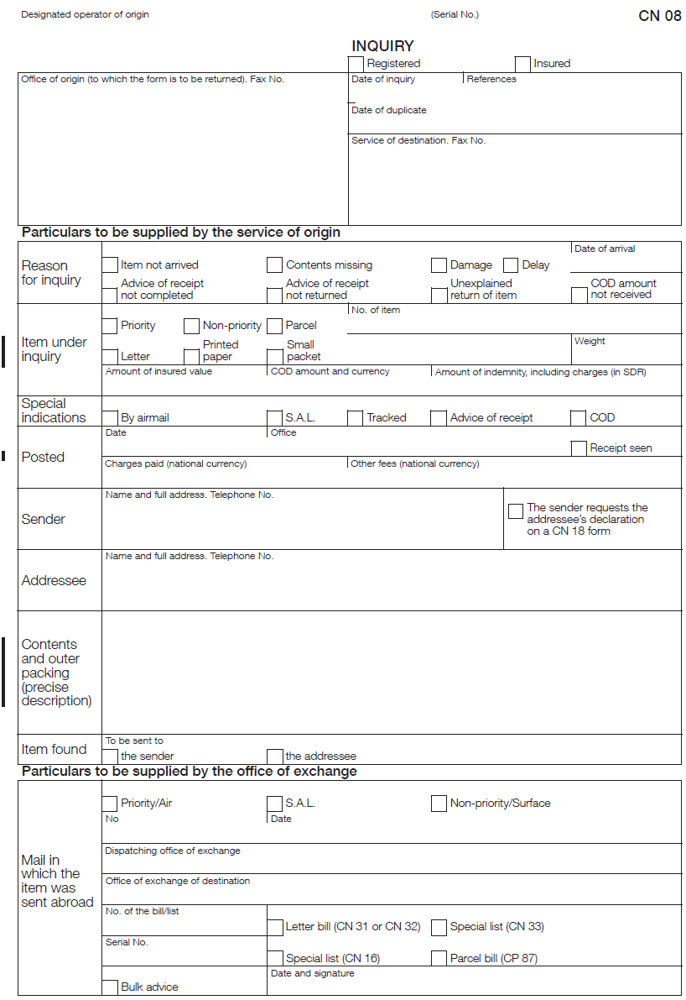 Designated operator of origin
(Serial No.)
CN 08
INQUIRY
Registered
Insured
Office of origin (to which the form is to be returned). Fax No.
Date of inquiry
References
Date of duplicate
Service of destination. Fax No.
Particulars to be supplied by the service of origin
Reason
for inquiry
Item not arrived
Contents missing
Damage
Delay
Date of arrival
Advice of receipt
not completed
Advice of receipt
not returned
Unexplained
return of item
COD amount
not received
Item under
inquiry
Priority
Non-priority
Parcel
No. of item
Letter
Printed
paper
Small
packet
Weight
Amount of insured value
COD amount and currency
Amount of indemnity, including charges (in SDR)
Special
indications
By airmail
S.A.L.
Tracked
Advice of receipt
COD
Posted
Date
Office
Receipt seen
Charges paid (national currency)
Other fees (national currency)
Sender
Name and full address. Telephone No.
The sender requests the
addressee's declaration
on a CN 18 form
Addressee
Name and full address. Telephone No.
Contents
and outer
packing
(precise
description)
Item found
To be sent to
the sender
the addressee
Particulars to be supplied by the office of exchange
Mail in
which the
item was
sent abroad
Priority/Air
S.A.L.
Non-priority/Surface
No
Date
Dispatching office of exchange
Office of exchange of destination
No. of the bill/list
Letter bill (CN 31 or CN 32)
Special list (CN 33)
Serial No.
Special list (CN 16)
Parcel bill (CP 87)
Bulk advice
Date and signature